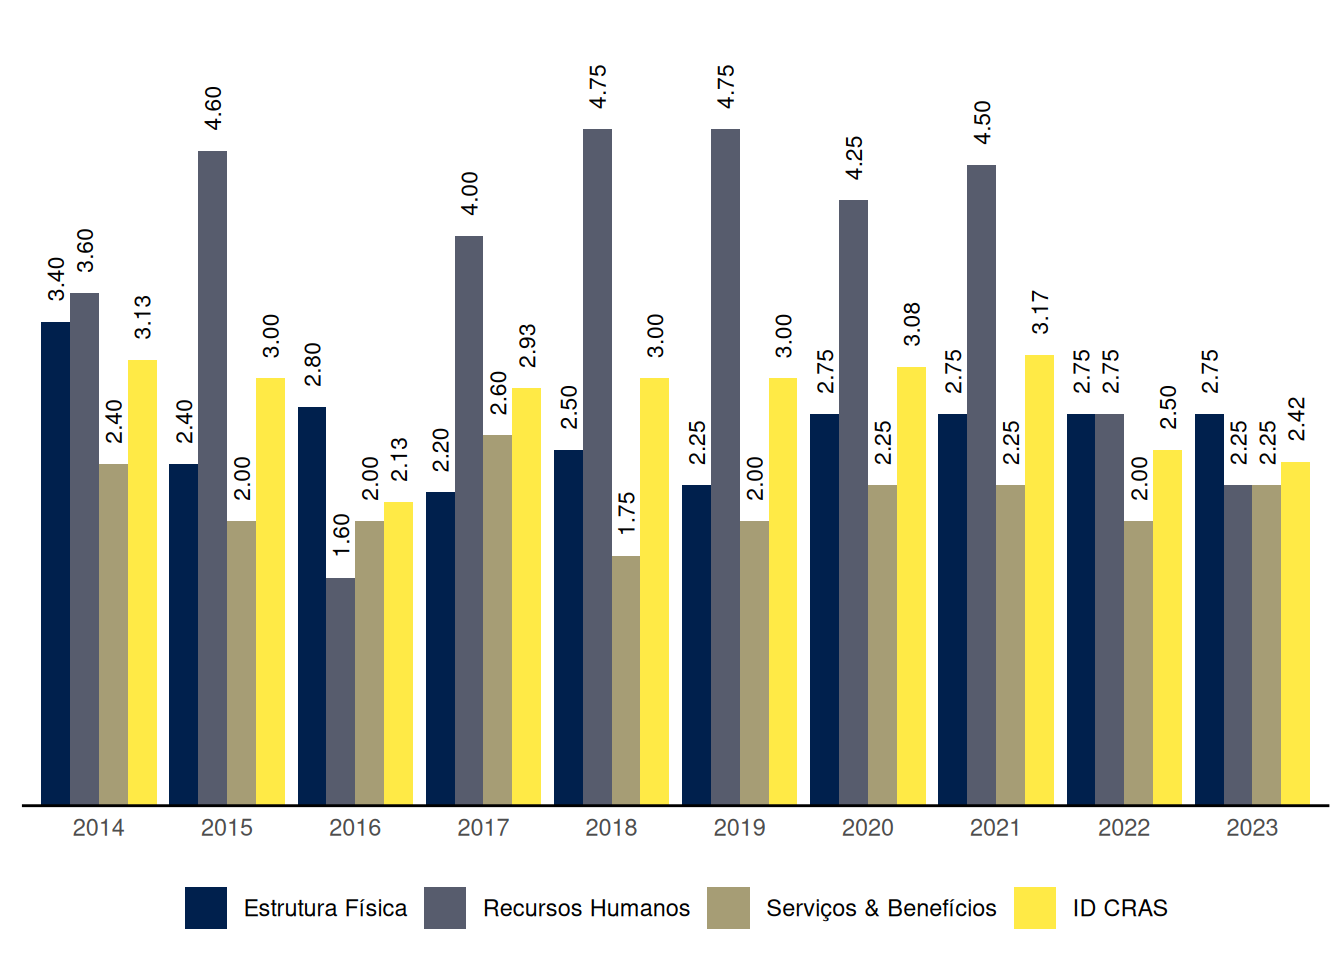 3.40 3.60 2.40 3.13
2.40 4.60 2.00 3.00
2.80 1.60 2.00 2.13
2.20 4.00 2.60 2.93
2.50 4.75 1.75 3.00
2.25 4.75 2.00 3.00
2.75 4.25 2.25 3.08
2.75 4.50 2.25 3.17
2.75 2.75 2.00 2.50
2.75 2.25 2.25 2.42
2014 2015 2016 2017 2018 2019 2020 2021 2022 2023
Estrutura Física Recursos Humanos Serviços & Benefícios ID CRAS